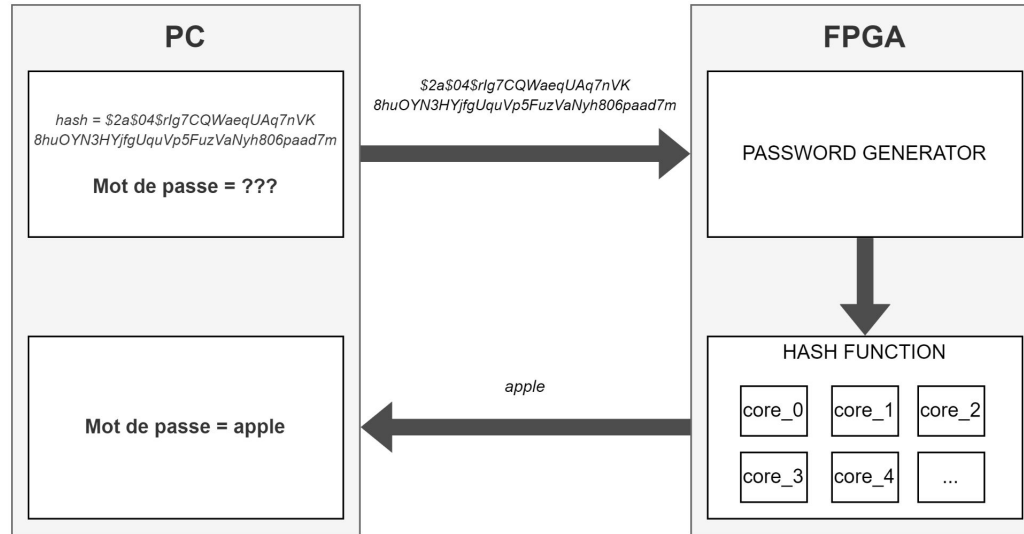 PC
hash = $2a$04$rIg7CQWaeqUAq7nVK
8huOYN3HYjfgUquVp5FuzVaNyh806paad7m
Mot de passe = ???
$2a$04$rIg7CQWaeqUAq7nVK
8huOYN3HYjfgUquVp5FuzVaNyh806paad7m
FPGA
PASSWORD GENERATOR
HASH FUNCTION
core_0
core_1
core_2
core_3
core_4
...
apple
Mot de passe = apple